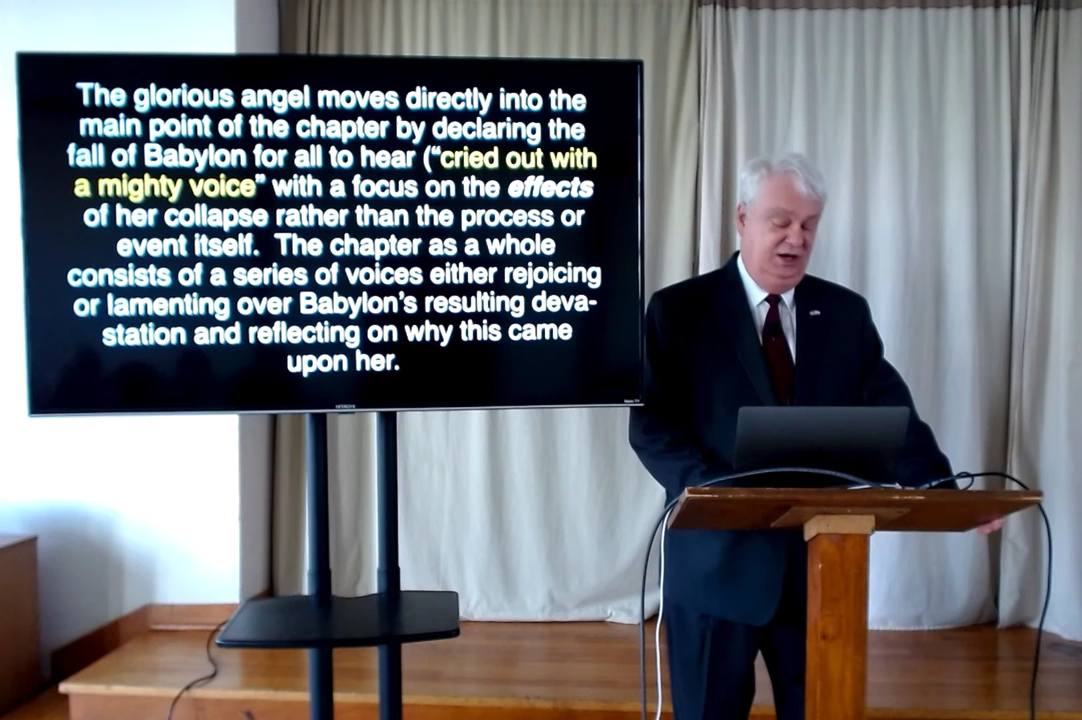 The glorious angel moves directly into the
main point of the chapter by declaring the
fall of Babylon for all to hear (“cried out with
a mighty voice” with a focus on the effects
of her collapse rather than the process or
event itself.  The chapter as a whole
consists of a series of voices either rejoicing
or lamenting over Babylon’s resulting deva-
station and reflecting on why this came
upon her.
HITACHI